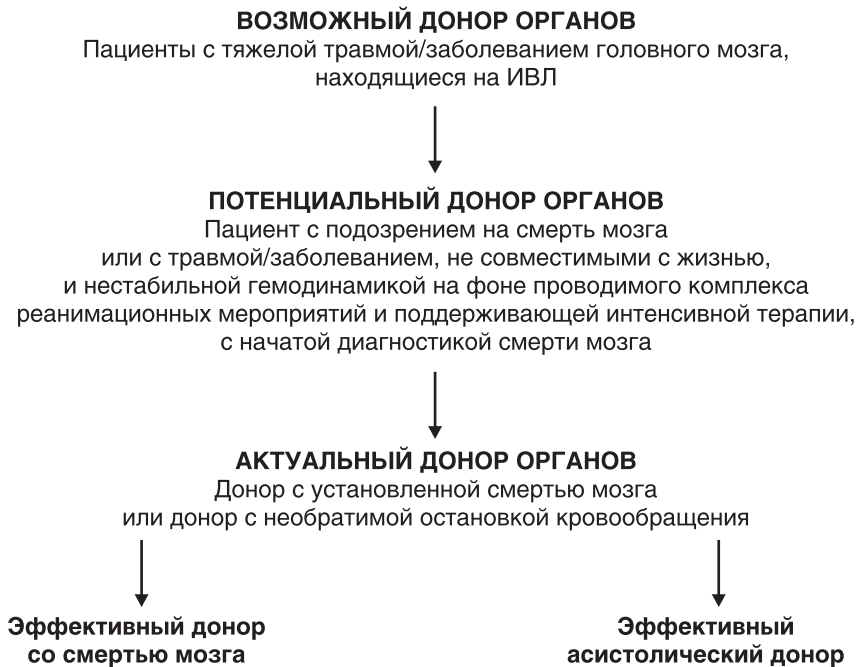 ВОЗМОЖНЫЙ ДОНОР ОРГАНОВ
Пациенты с тяжелой травмой/заболеванием головного мозга,
находящиеся на ИВЛ
ПОТЕНЦИАЛЬНЫЙ ДОНОР ОРГАНОВ
Пациент с подозрением на смерть мозга
или с травмой/заболеванием, не совместимыми с жизнью,
и нестабильной гемодинамикой на фоне проводимого комплекса
реанимационных мероприятий и поддерживающей интенсивной терапии,
с начатой диагностикой смерти мозга
АКТУАЛЬНЫЙ ДОНОР ОРГАНОВ
Донор с установленной смертью мозга
или донор с необратимой остановкой кровообращения
Эффективный донор
со смертью мозга
Эффективный
асистолический донор